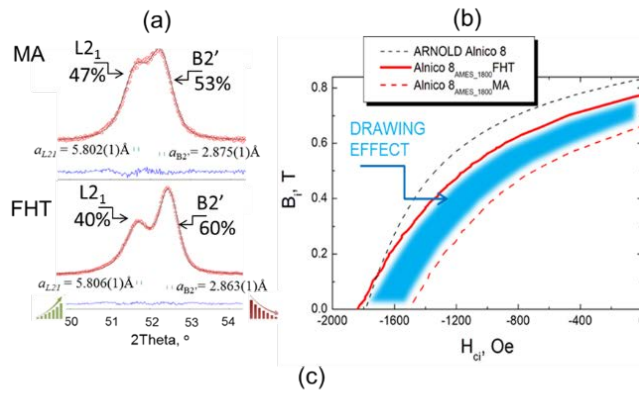 (a)
MA
L2₁
47%
B2'
53%
a_L21 = 5.802(1)Å
a_B2' = 2.875(1)Å
FHT
L2₁
40%
B2'
60%
a_L21 = 5.806(1)Å
a_B2' = 2.863(1)Å
50 51 52 53 54
2Theta, °
(b)
ARNOLD Alnico 8
Alnico 8AMES_1800FHT
Alnico 8AMES_1800MA
DRAWING
EFFECT
B_i, T
0.8
0.6
0.4
0.2
0.0
-2000 -1600 -1200 -800 -400
H_ci, Oe
(c)